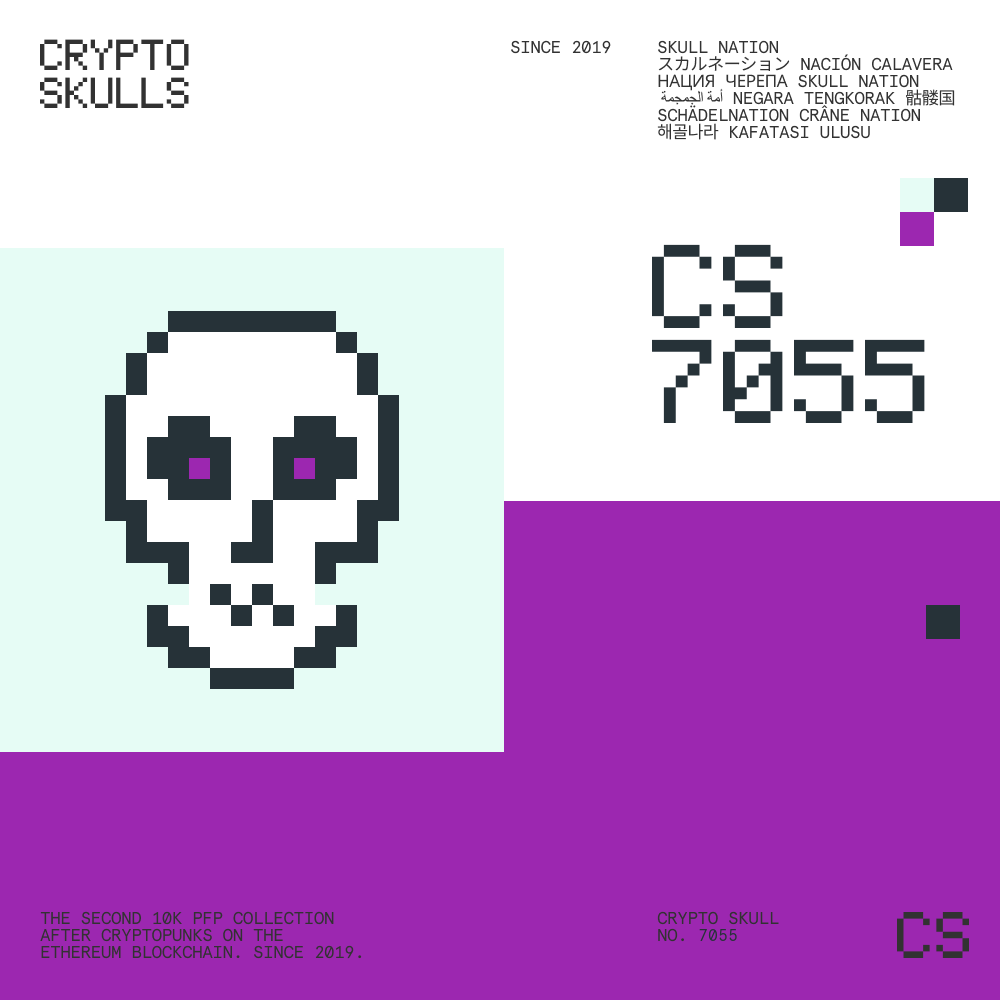 CRYPTO
SKULLS
SINCE 2019
SKULL NATION
スカルネーション NACIÓN CALAVERA
НАЦИЯ ЧЕРЕПА SKULL NATION
أمة الجمجمة NEGARA TENGKORAK 骷髅国
SCHÄDELNATION CRÂNE NATION
해골나라 KAFATASI ULUSU
CS
7055
THE SECOND 10K PFP COLLECTION
AFTER CRYPTOPUNKS ON THE
ETHEREUM BLOCKCHAIN. SINCE 2019.
CRYPTO SKULL
NO. 7055
CS